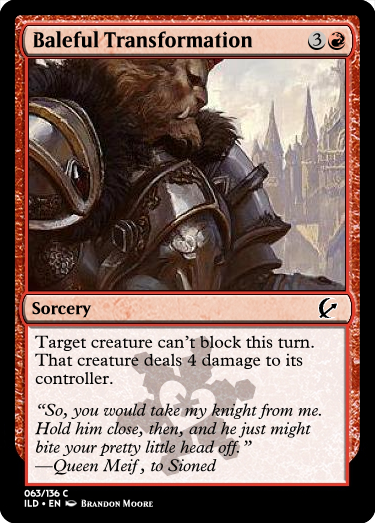 Baleful Transformation 3
Sorcery
Target creature can't block this turn.
That creature deals 4 damage to its
controller.
"So, you would take my knight from me.
Hold him close, then, and he just might
bite your pretty little head off."
—Queen Meif , to Sioned
063/136 C
ILD • EN Brandon Moore